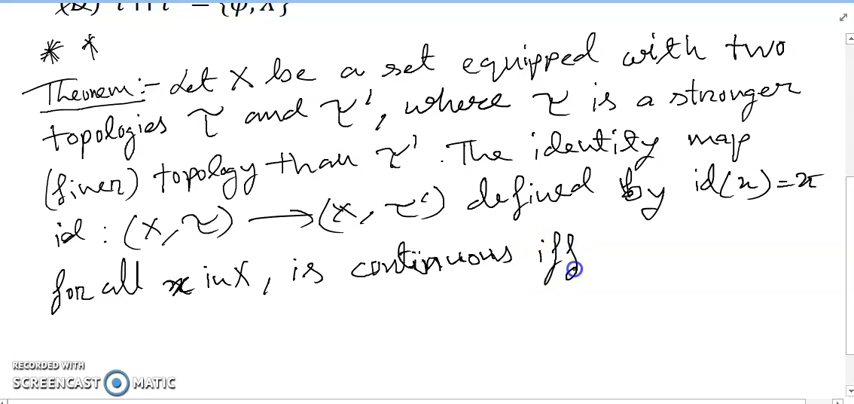 * *
Theorem:- Let X be a set equipped with two
topologies τ and τ', where τ is a stronger
(finer) topology than τ'. The identity map
id : (X, τ) → (X, τ') defined by id(x)=x
for all x in X, is continuous iff
RECORDED WITH
SCREENCAST MATIC